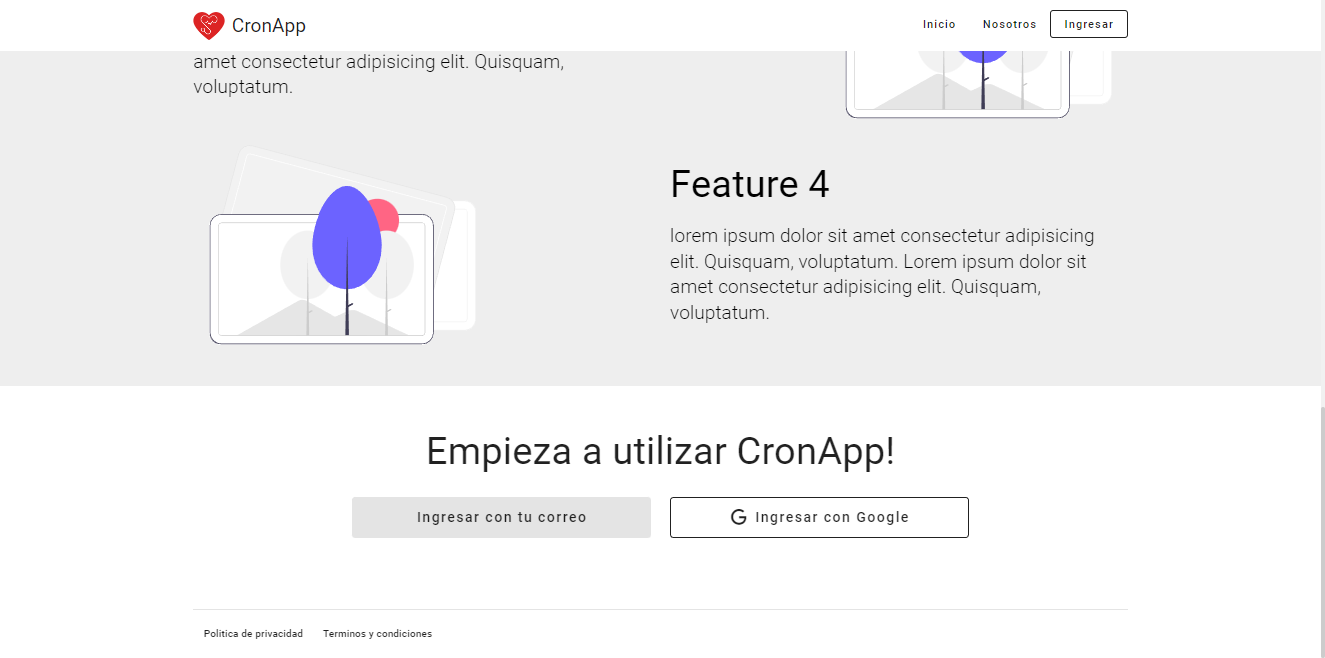 CronApp
Inicio
Nosotros
Ingresar
amet consectetur adipisicing elit. Quisquam,
voluptatum.
Feature 4
lorem ipsum dolor sit amet consectetur adipisicing
elit. Quisquam, voluptatum. Lorem ipsum dolor sit
amet consectetur adipisicing elit. Quisquam,
voluptatum.
Empieza a utilizar CronApp!
Ingresar con tu correo
Ingresar con Google
Politica de privacidad
Terminos y condiciones